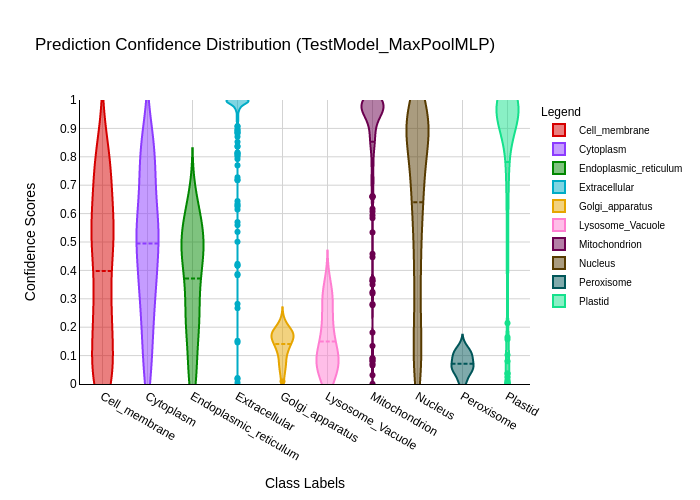 Prediction Confidence Distribution (TestModel_MaxPoolMLP)
Legend
Cell_membrane
Cytoplasm
Endoplasmic_reticulum
Extracellular
Golgi_apparatus
Lysosome_Vacuole
Mitochondrion
Nucleus
Peroxisome
Plastid
Confidence Scores
1
0.9
0.8
0.7
0.6
0.5
0.4
0.3
0.2
0.1
0
Cell_membrane
Cytoplasm
Endoplasmic_reticulum
Extracellular
Golgi_apparatus
Lysosome_Vacuole
Mitochondrion
Nucleus
Peroxisome
Plastid
Class Labels